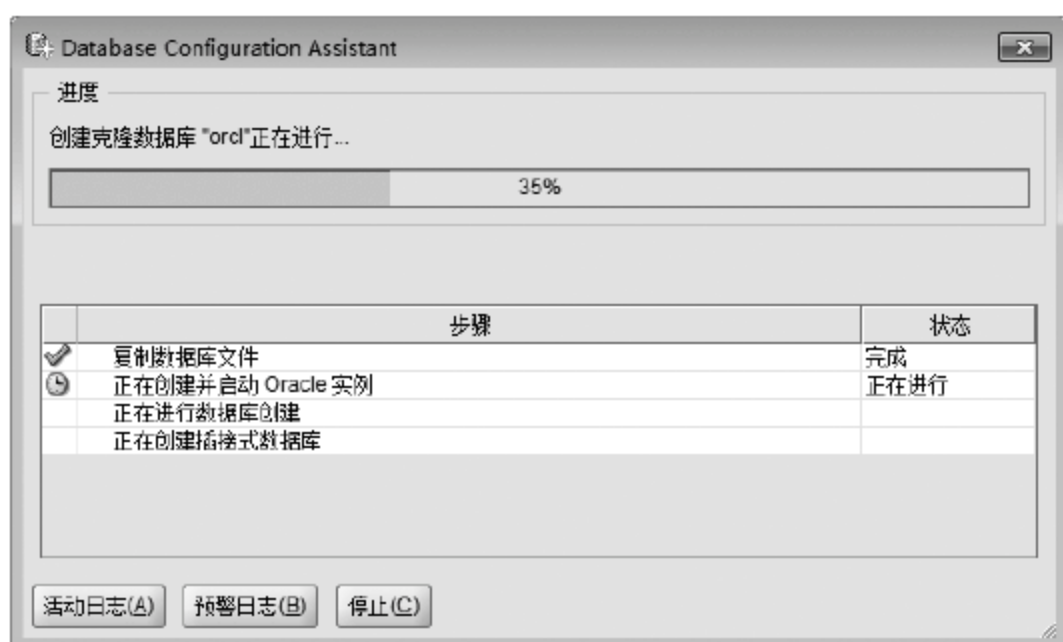 Database Configuration Assistant
进度
创建克隆数据库 "orcl"正在进行...
35%
步骤 状态
复制数据库文件 完成
正在创建并启动 Oracle 实例 正在进行
正在进行数据库创建
正在创建插接式数据库
活动日志(A) 预警日志(B) 停止(C)